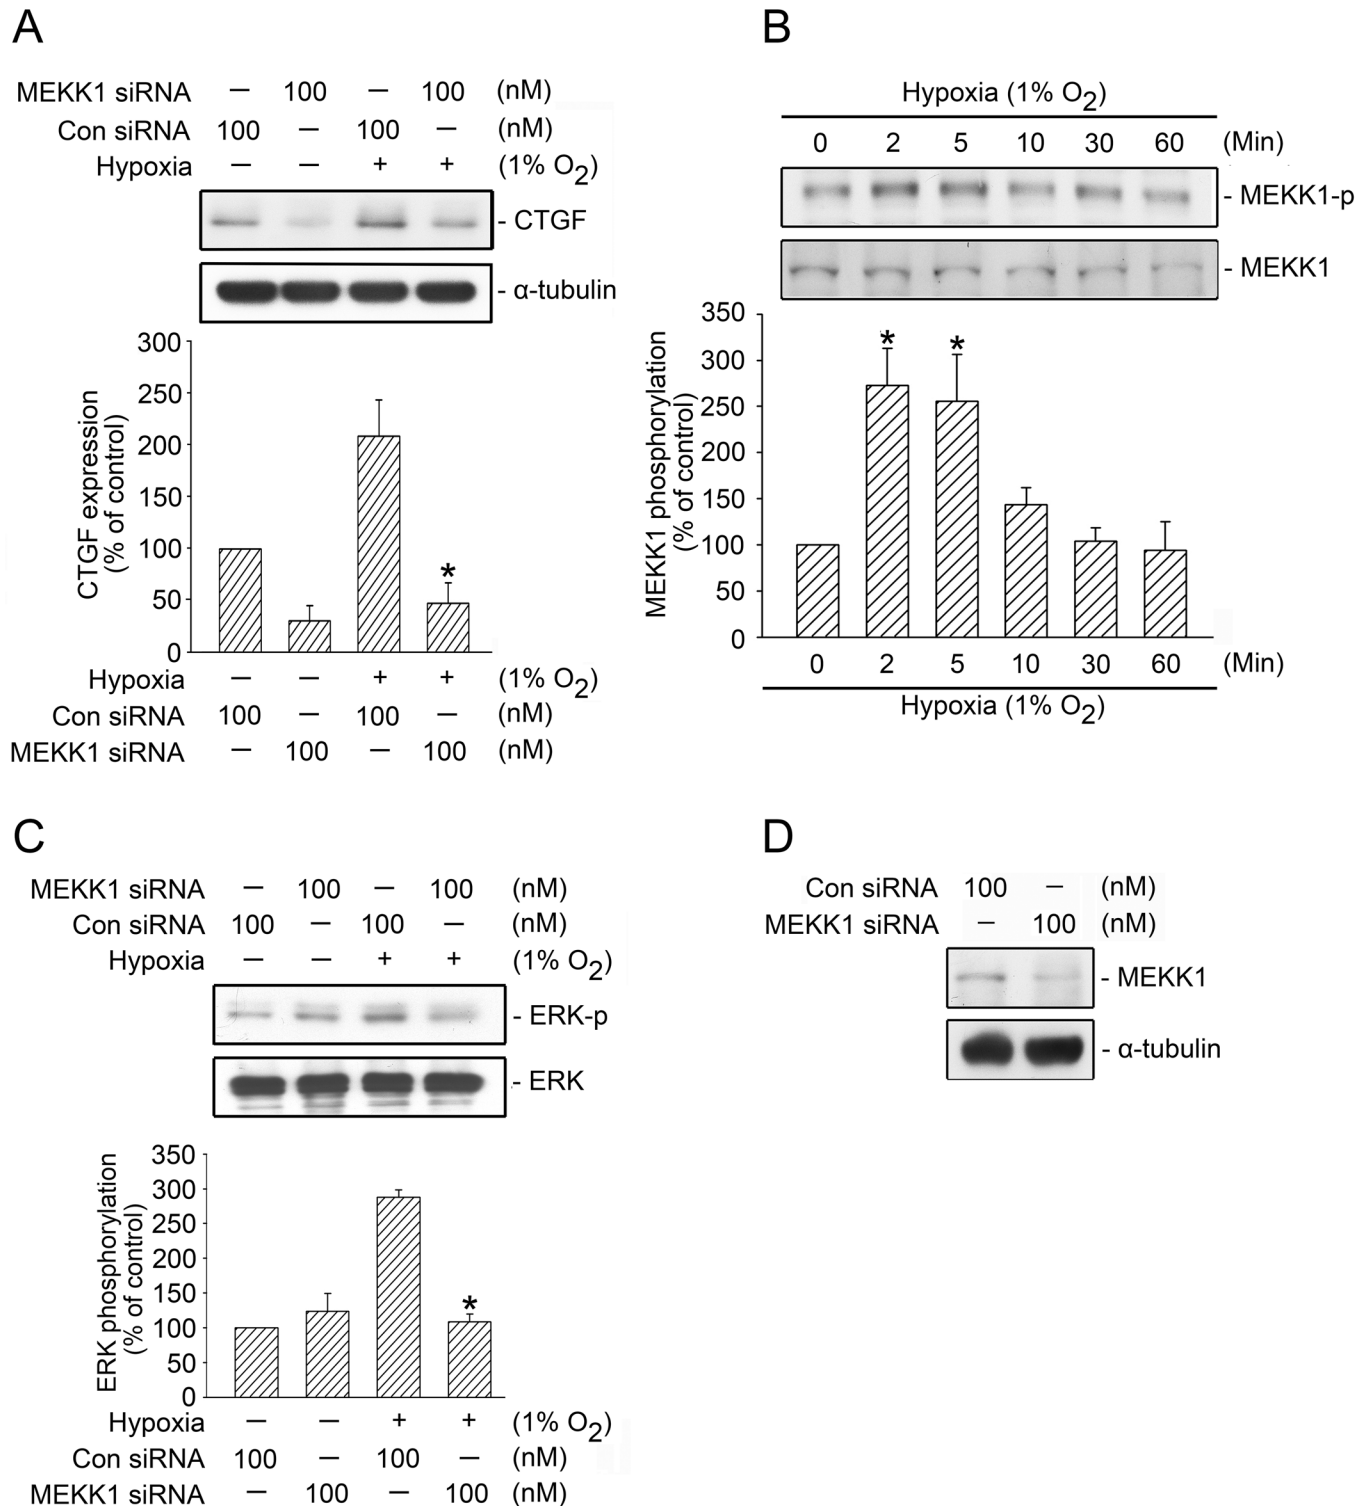 A
MEKK1 siRNA — 100 — 100 (nM)
Con siRNA 100 — 100 — (nM)
Hypoxia — — + + (1% O2)
- CTGF
- α-tubulin
CTGF expression
(% of control)
300
250
200
150
100
50
0
*
Hypoxia — — + + (1% O2)
Con siRNA 100 — 100 — (nM)
MEKK1 siRNA — 100 — 100 (nM)
B
Hypoxia (1% O2)
0 2 5 10 30 60 (Min)
- MEKK1-p
- MEKK1
MEKK1 phosphorylation
(% of control)
350
300
250
200
150
100
50
0
* *
0 2 5 10 30 60 (Min)
Hypoxia (1% O2)
C
MEKK1 siRNA — 100 — 100 (nM)
Con siRNA 100 — 100 — (nM)
Hypoxia — — + + (1% O2)
- ERK-p
- ERK
ERK phosphorylation
(% of control)
350
300
250
200
150
100
50
0
*
Hypoxia — — + + (1% O2)
Con siRNA 100 — 100 — (nM)
MEKK1 siRNA — 100 — 100 (nM)
D
Con siRNA 100 — (nM)
MEKK1 siRNA — 100 (nM)
- MEKK1
- α-tubulin